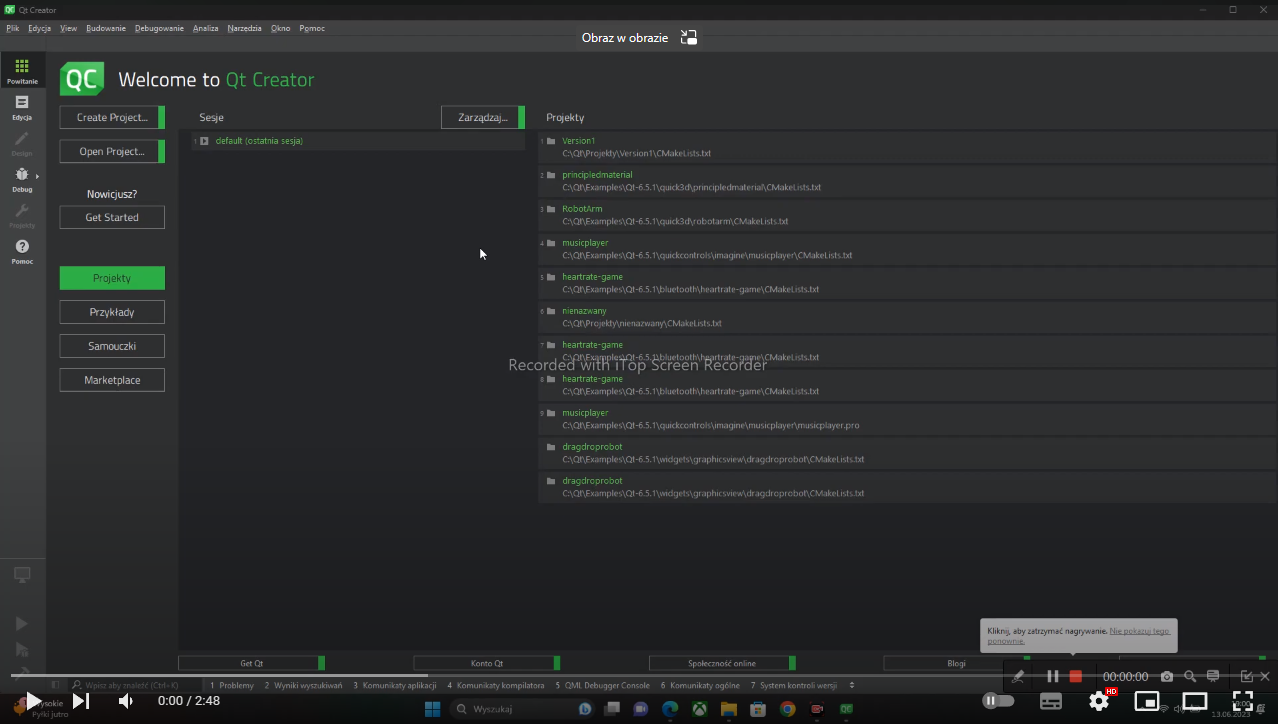 Qt Creator
Plik Edycja View Budowanie Debugowanie Analiza Narzędzia Okno Pomoc
Obraz w obrazie
Powitanie
QC
Welcome to Qt Creator
Edycja
Create Project...
Sesje
Zarządzaj...
Projekty
Design
Open Project...
1 default (ostatnia sesja)
Debug
Nowicjusz?
Get Started
Projekty
Pomoc
Projekty
Przykłady
Samouczki
Marketplace
1 Version1
C:\Qt\Projekty\Version1\CMakeLists.txt
2 principledmaterial
C:\Qt\Examples\Qt-6.5.1\quick3d\principledmaterial\CMakeLists.txt
3 RobotArm
C:\Qt\Examples\Qt-6.5.1\quick3d\robotarm\CMakeLists.txt
4 musicplayer
C:\Qt\Examples\Qt-6.5.1\quickcontrols\imagine\musicplayer\CMakeLists.txt
5 heartrate-game
C:\Qt\Examples\Qt-6.5.1\bluetooth\heartrate-game\CMakeLists.txt
6 nienazwany
C:\Qt\Projekty\nienazwany\CMakeLists.txt
7 heartrate-game
C:\Qt\Examples\Qt-6.5.1\bluetooth\heartrate-game\CMakeLists.txt
Recorded with iTop Screen Recorder
8 heartrate-game
C:\Qt\Examples\Qt-6.5.1\bluetooth\heartrate-game\CMakeLists.txt
9 musicplayer
C:\Qt\Examples\Qt-6.5.1\quickcontrols\imagine\musicplayer\musicplayer.pro
dragdroprobot
C:\Qt\Examples\Qt-6.5.1\widgets\graphicsview\dragdroprobot\CMakeLists.txt
dragdroprobot
C:\Qt\Examples\Qt-6.5.1\widgets\graphicsview\dragdroprobot\CMakeLists.txt
Kliknij, aby zatrzymać nagrywanie. Nie pokazuj tego
ponownie.
Get Qt
Konto Qt
Społeczność online
Blogi
00:00:00
Wpisz aby znaleźć (Ctrl+K)
1 Problemy 2 Wyniki wyszukiwań 3 Komunikaty aplikacji 4 Komunikaty kompilatora 5 QML Debugger Console 6 Komunikaty ogólne 7 System kontroli wersji
HD
0:00 / 2:48
Wysokie
Pyłki jutro
Wyszukaj
QC
13.06.2023